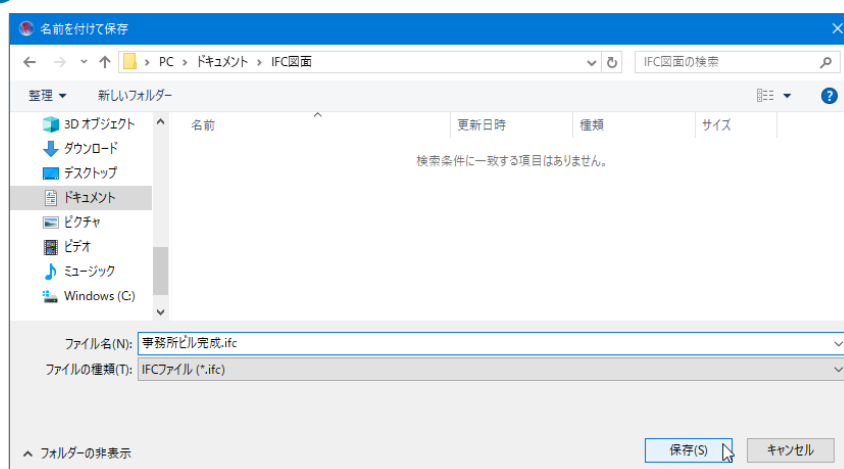 名前を付けて保存
PC › ドキュメント › IFC図面
IFC図面の検索
整理
新しいフォルダー
名前
更新日時
種類
サイズ
検索条件に一致する項目はありません。
3D オブジェクト
ダウンロード
デスクトップ
ドキュメント
ピクチャ
ビデオ
ミュージック
Windows (C:)
ファイル名(N): 事務所ビル完成.ifc
ファイルの種類(T): IFCファイル (*.ifc)
フォルダーの非表示
保存(S)
キャンセル